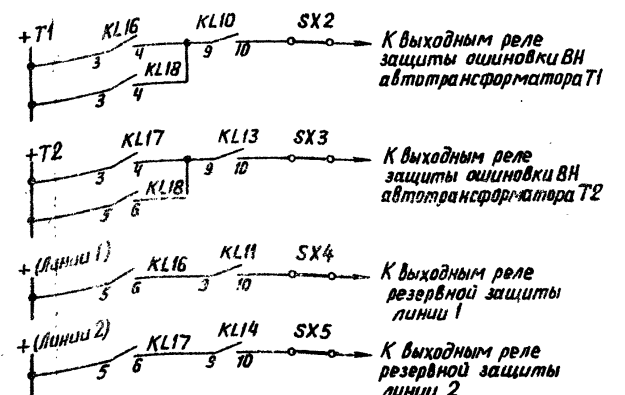 +T1 KL16 KL10 SX2
3 4 9 10
К выходным реле
защиты ошиновки ВН
автотрансформатора Т1
KL18
3 4
+T2 KL17 KL13 SX3
3 4 9 10
К выходным реле
защиты ошиновки ВН
автотрансформатора Т2
KL18
5 6
+(Линии 1) KL16 KL11 SX4
5 6 9 10
К выходным реле
резервной защиты
линии 1
+(Линии 2) KL17 KL14 SX5
5 6 9 10
К выходным реле
резервной защиты
линии 2